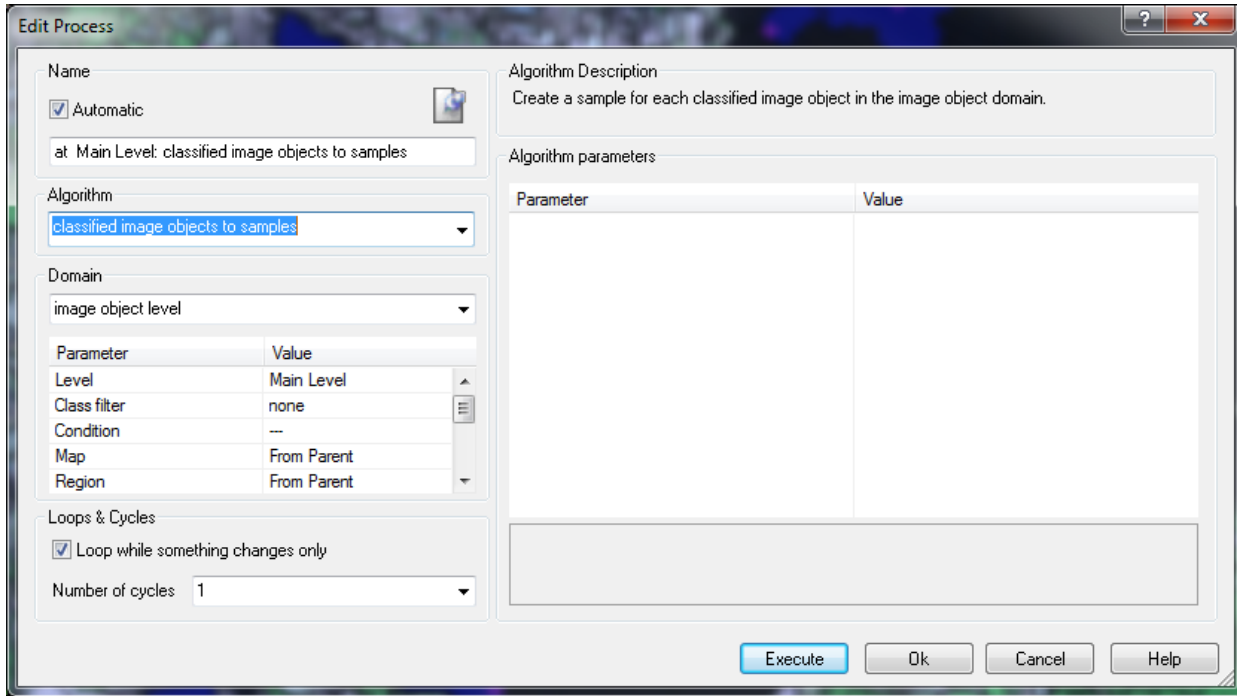 Edit Process
? X
Name
Automatic
at  Main Level: classified image objects to samples
Algorithm
classified image objects to samples
Domain
image object level
Parameter Value
Level Main Level
Class filter none
Condition ---
Map From Parent
Region From Parent
Loops & Cycles
Loop while something changes only
Number of cycles 1
Algorithm Description
Create a sample for each classified image object in the image object domain.
Algorithm parameters
Parameter Value
Execute Ok Cancel Help